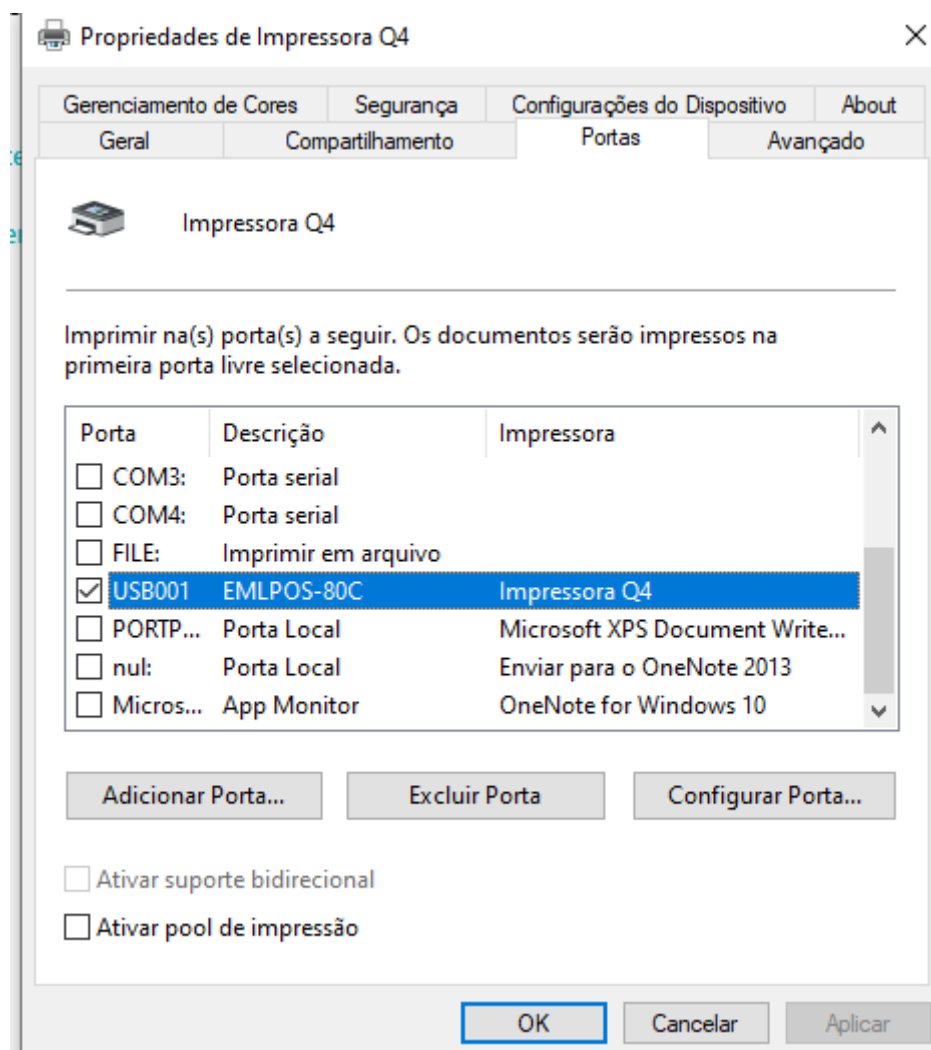 Propriedades de Impressora Q4
Gerenciamento de Cores Segurança Configurações do Dispositivo About
Geral Compartilhamento Portas Avançado
Impressora Q4
Imprimir na(s) porta(s) a seguir. Os documentos serão impressos na
primeira porta livre selecionada.
Porta Descrição Impressora
COM3: Porta serial
COM4: Porta serial
FILE: Imprimir em arquivo
USB001 EMLPOS-80C Impressora Q4
PORTP... Porta Local Microsoft XPS Document Write...
nul: Porta Local Enviar para o OneNote 2013
Micros... App Monitor OneNote for Windows 10
Adicionar Porta... Excluir Porta Configurar Porta...
Ativar suporte bidirecional
Ativar pool de impressão
OK Cancelar Aplicar